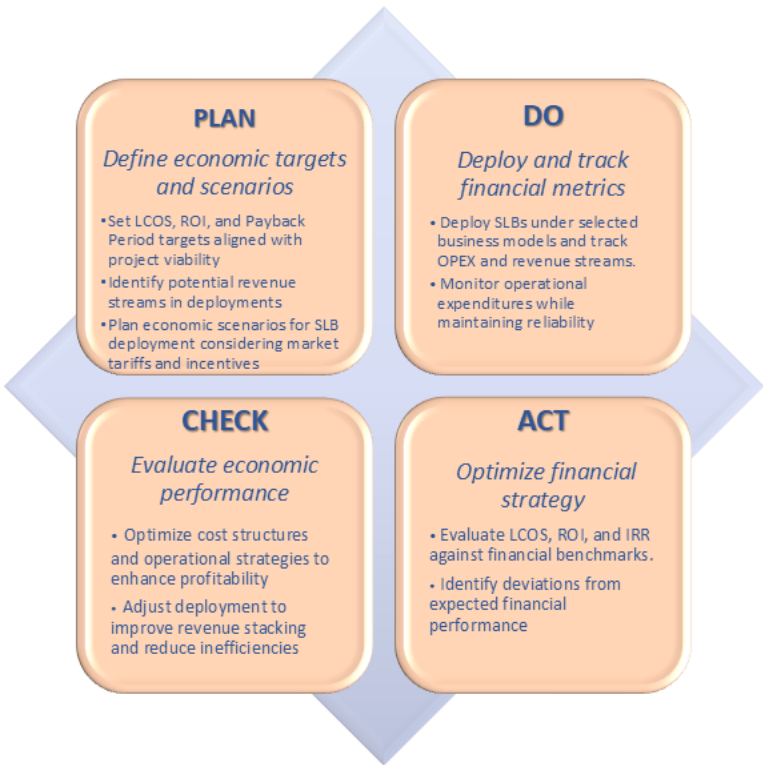 PLAN
Define economic targets
and scenarios
•Set LCOS, ROI, and Payback
Period targets aligned with
project viability
•Identify potential revenue
streams in deployments
•Plan economic scenarios for SLB
deployment considering market
tariffs and incentives
DO
Deploy and track
financial metrics
• Deploy SLBs under selected
business models and track
OPEX and revenue streams.
• Monitor operational
expenditures while
maintaining reliability
CHECK
Evaluate economic
performance
• Optimize cost structures
and operational strategies to
enhance profitability
• Adjust deployment to
improve revenue stacking
and reduce inefficiencies
ACT
Optimize financial
strategy
• Evaluate LCOS, ROI, and IRR
against financial benchmarks.
• Identify deviations from
expected financial
performance